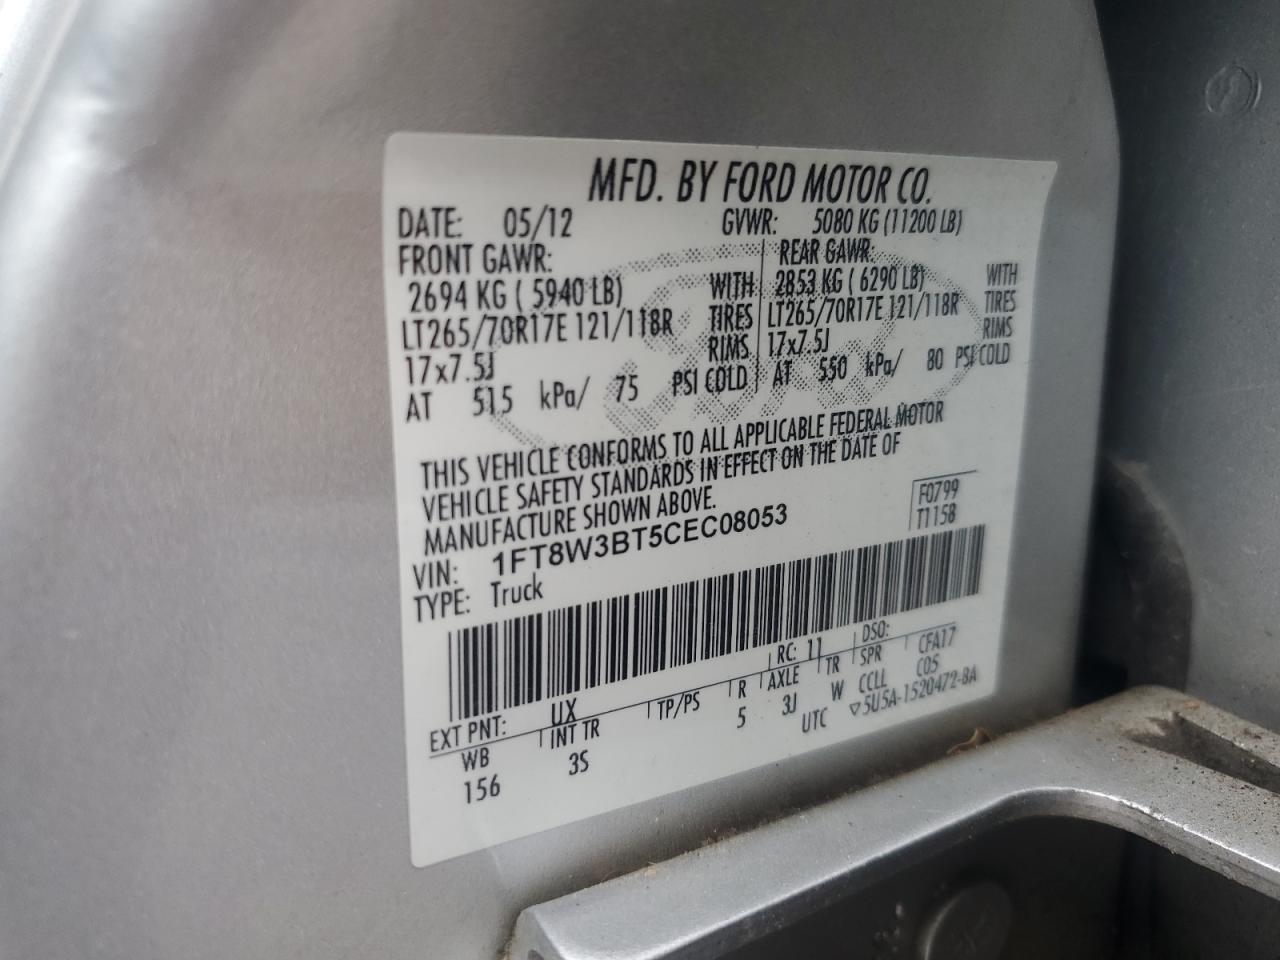 MFD. BY FORD MOTOR CO.
DATE: 05/12 GVWR: 5080 KG (11200 LB)
FRONT GAWR: REAR GAWR:
2694 KG ( 5940 LB) WITH 2853 KG ( 6290 LB) WITH
LT265/70R17E 121/118R TIRES LT265/70R17E 121/118R TIRES
17x7.5J RIMS 17x7.5J RIMS
AT 515 kPa/ 75 PSI COLD AT 550 kPa/ 80 PSI COLD
THIS VEHICLE CONFORMS TO ALL APPLICABLE FEDERAL MOTOR
VEHICLE SAFETY STANDARDS IN EFFECT ON THE DATE OF
MANUFACTURE SHOWN ABOVE.
F0799
T1158
VIN: 1FT8W3BT5CEC08053
TYPE: Truck
EXT PNT: UX RC: 11 DSO:
WB INT TR TP/PS R AXLE TR SPR CFA17
156 3S 5 3J W CCLL C05
UTC ▽5U5A-1520472-BA